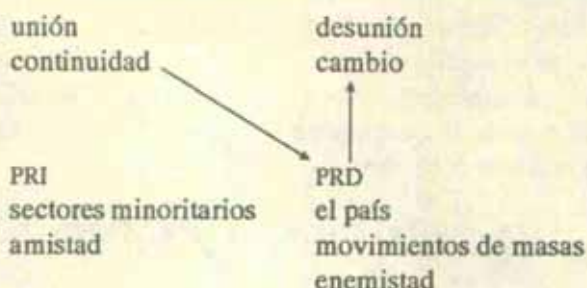 unión
continuidad
desunión
cambio
PRI
sectores minoritarios
amistad
PRD
el país
movimientos de masas
enemistad